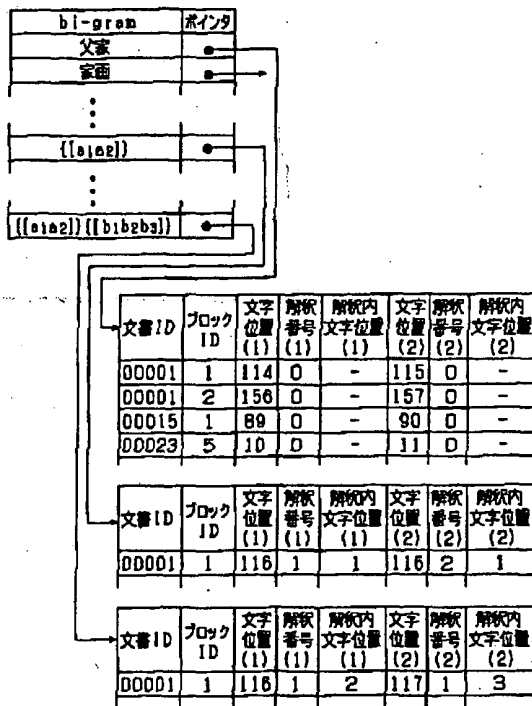 bi-gram ポインタ
父家
家画
{[a1a2]}
{[a1a2]}{[b1b2b3]}
文書ID ブロックID 文字位置(1) 解釈番号(1) 解釈内文字位置(1) 文字位置(2) 解釈番号(2) 解釈内文字位置(2)
00001 1 114 0 - 115 0 -
00001 2 156 0 - 157 0 -
00015 1 89 0 - 90 0 -
00023 5 10 0 - 11 0 -
文書ID ブロックID 文字位置(1) 解釈番号(1) 解釈内文字位置(1) 文字位置(2) 解釈番号(2) 解釈内文字位置(2)
00001 1 116 1 1 116 2 1
文書ID ブロックID 文字位置(1) 解釈番号(1) 解釈内文字位置(1) 文字位置(2) 解釈番号(2) 解釈内文字位置(2)
00001 1 116 1 2 117 1 3